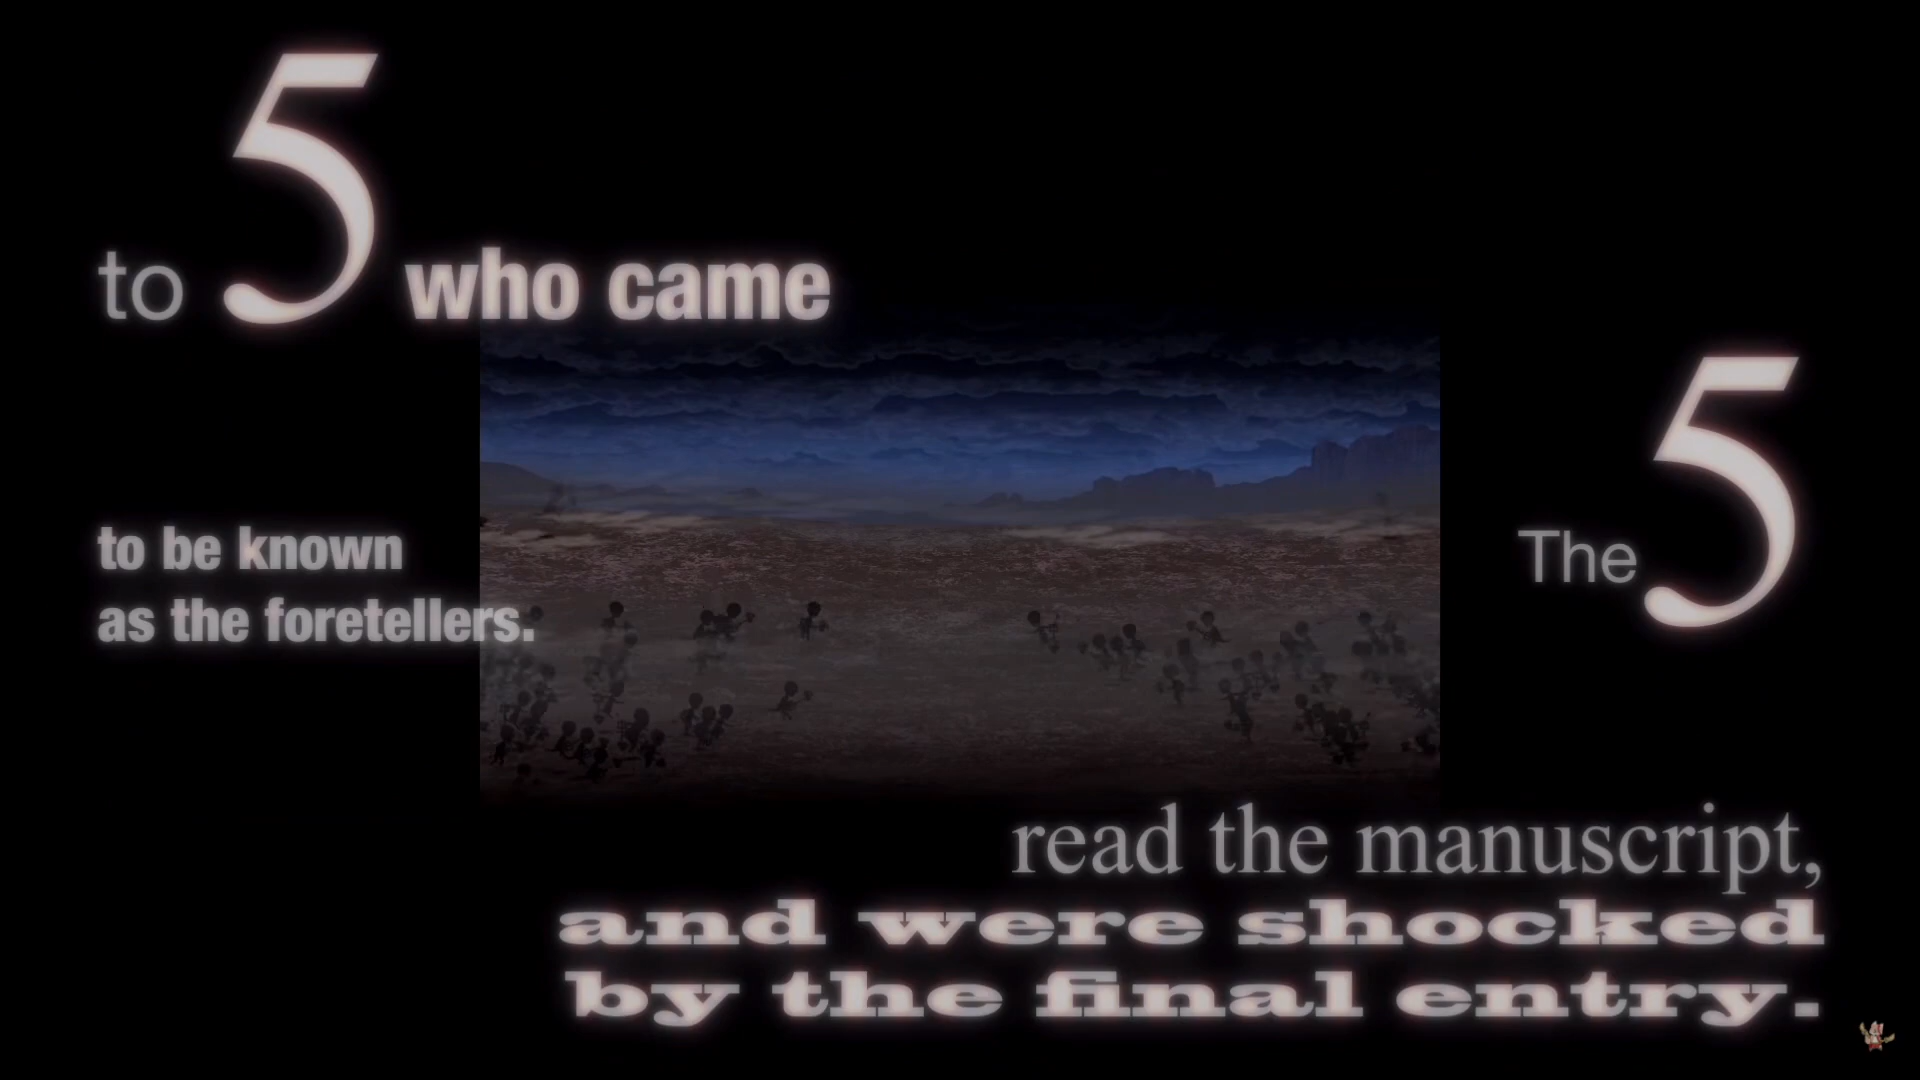 to 5 who came
to be known
as the foretellers.
The 5
read the manuscript,
and were shocked
by the final entry.